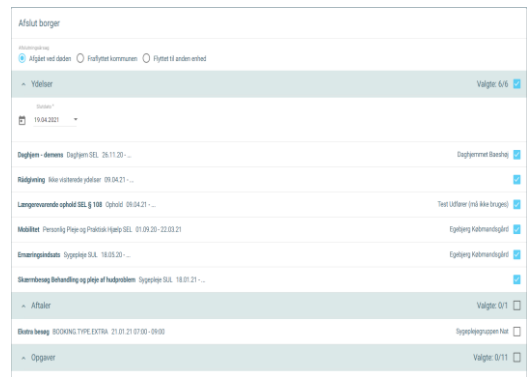 Afslut borger
Afslutningsårsag
Afgået ved døden Fraflyttet kommunen Flyttet til anden enhed
Ydelser Valgte: 6/6
Slutdato *
19.04.2021
Daghjem - demens Daghjem SEL 26.11.20 - ...
Daghjemmet Bæshøj
Rådgivning Ikke visiterede ydelser 09.04.21 - ...
Længerevarende ophold SEL § 108 Ophold 09.04.21 - ...
Test Udfører (må ikke bruges)
Mobilitet Personlig Pleje og Praktisk Hjælp SEL 01.09.20 - 22.03.21
Egebjerg Købmandsgård
Ernæringsindsats Sygepleje SUL 18.05.20 - ...
Egebjerg Købmandsgård
Skærmbesøg Behandling og pleje af hudproblem Sygepleje SUL 18.01.21 - ...
Aftaler Valgte: 0/1
Ekstra besøg BOOKING.TYPE.EXTRA 21.01.21 07:00 - 09:00
Sygeplejegruppen Nat
Opgaver Valgte: 0/11